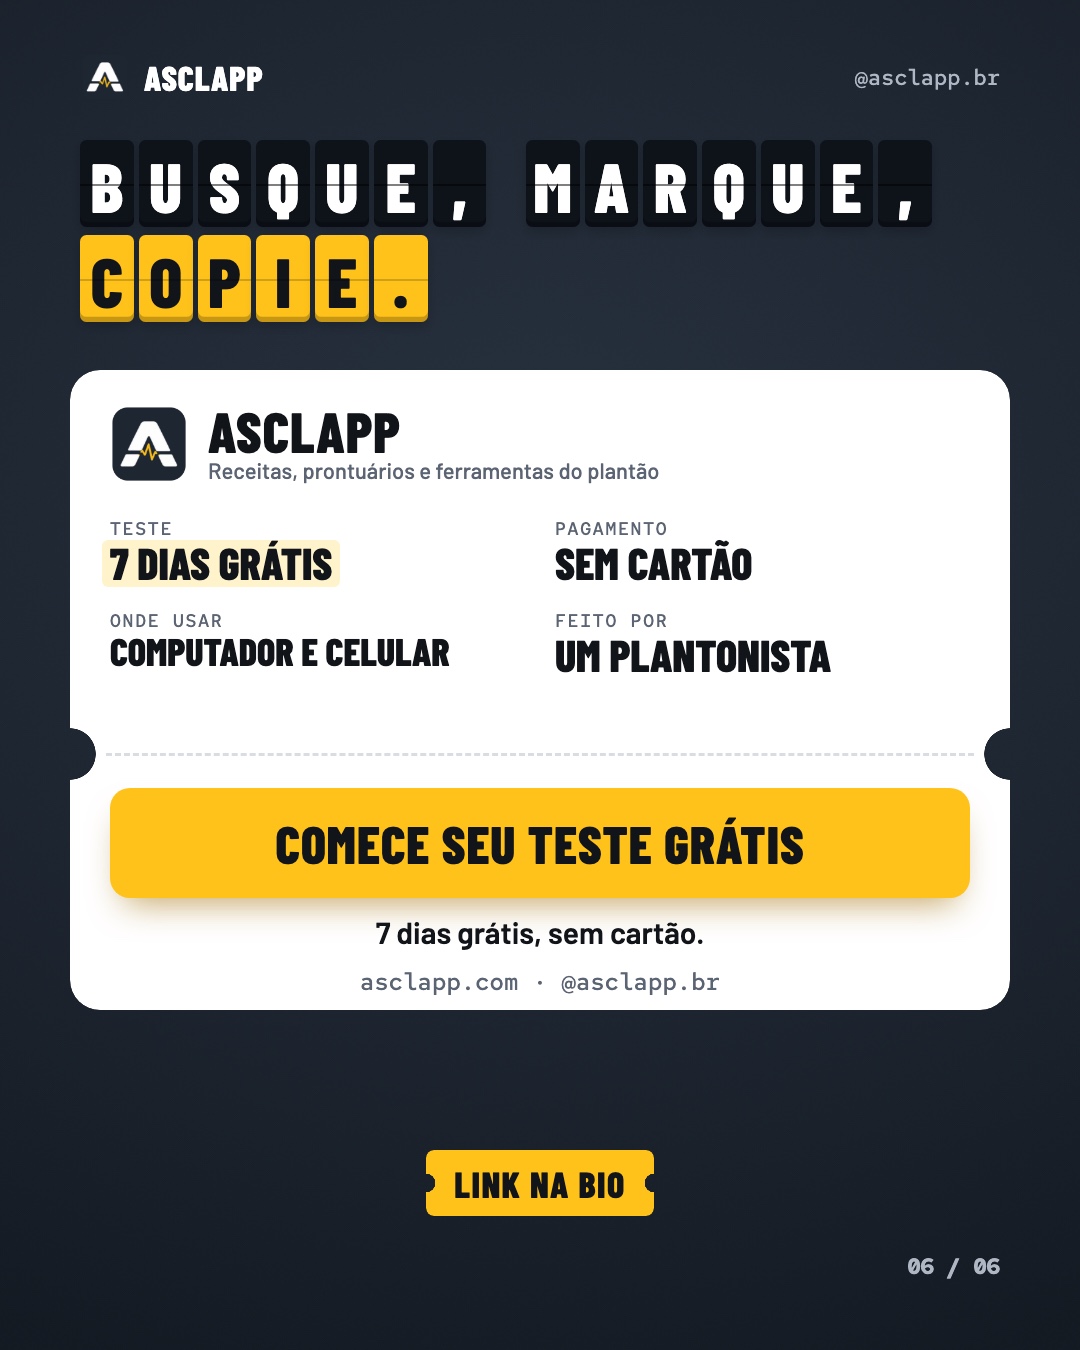 ASCLAPP
@asclapp.br
BUSQUE, MARQUE,
COPIE.
ASCLAPP
Receitas, prontuários e ferramentas do plantão
TESTE
7 DIAS GRÁTIS
PAGAMENTO
SEM CARTÃO
ONDE USAR
COMPUTADOR E CELULAR
FEITO POR
UM PLANTONISTA
COMECE SEU TESTE GRÁTIS
7 dias grátis, sem cartão.
asclapp.com · @asclapp.br
LINK NA BIO
06 / 06